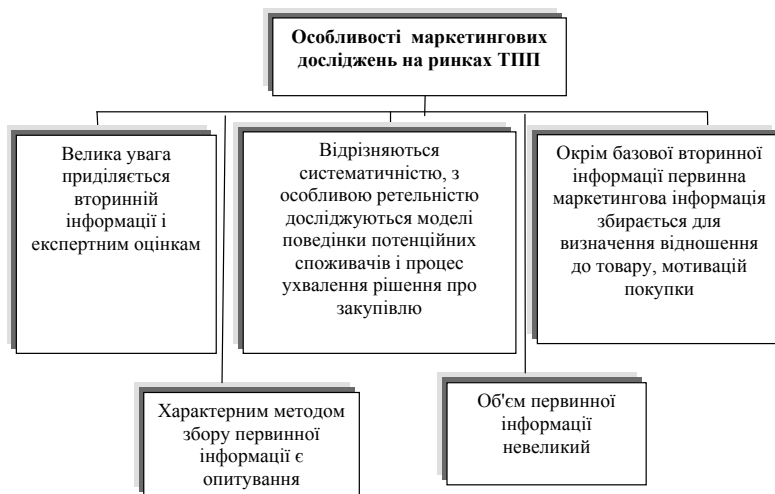 Особливості маркетингових
досліджень на ринках ТПП
Велика увага
приділяється
вторинній
інформації і
експертним оцінкам
Відрізняються
систематичністю, з
особливою ретельністю
досліджуються моделі
поведінки потенційних
споживачів і процес
ухвалення рішення про
закупівлю
Окрім базової вторинної
інформації первинна
маркетингова інформація
збирається для
визначення відношення
до товару, мотивацій
покупки
Характерним методом
збору первинної
інформації є
опитування
Об'єм первинної
інформації
невеликий